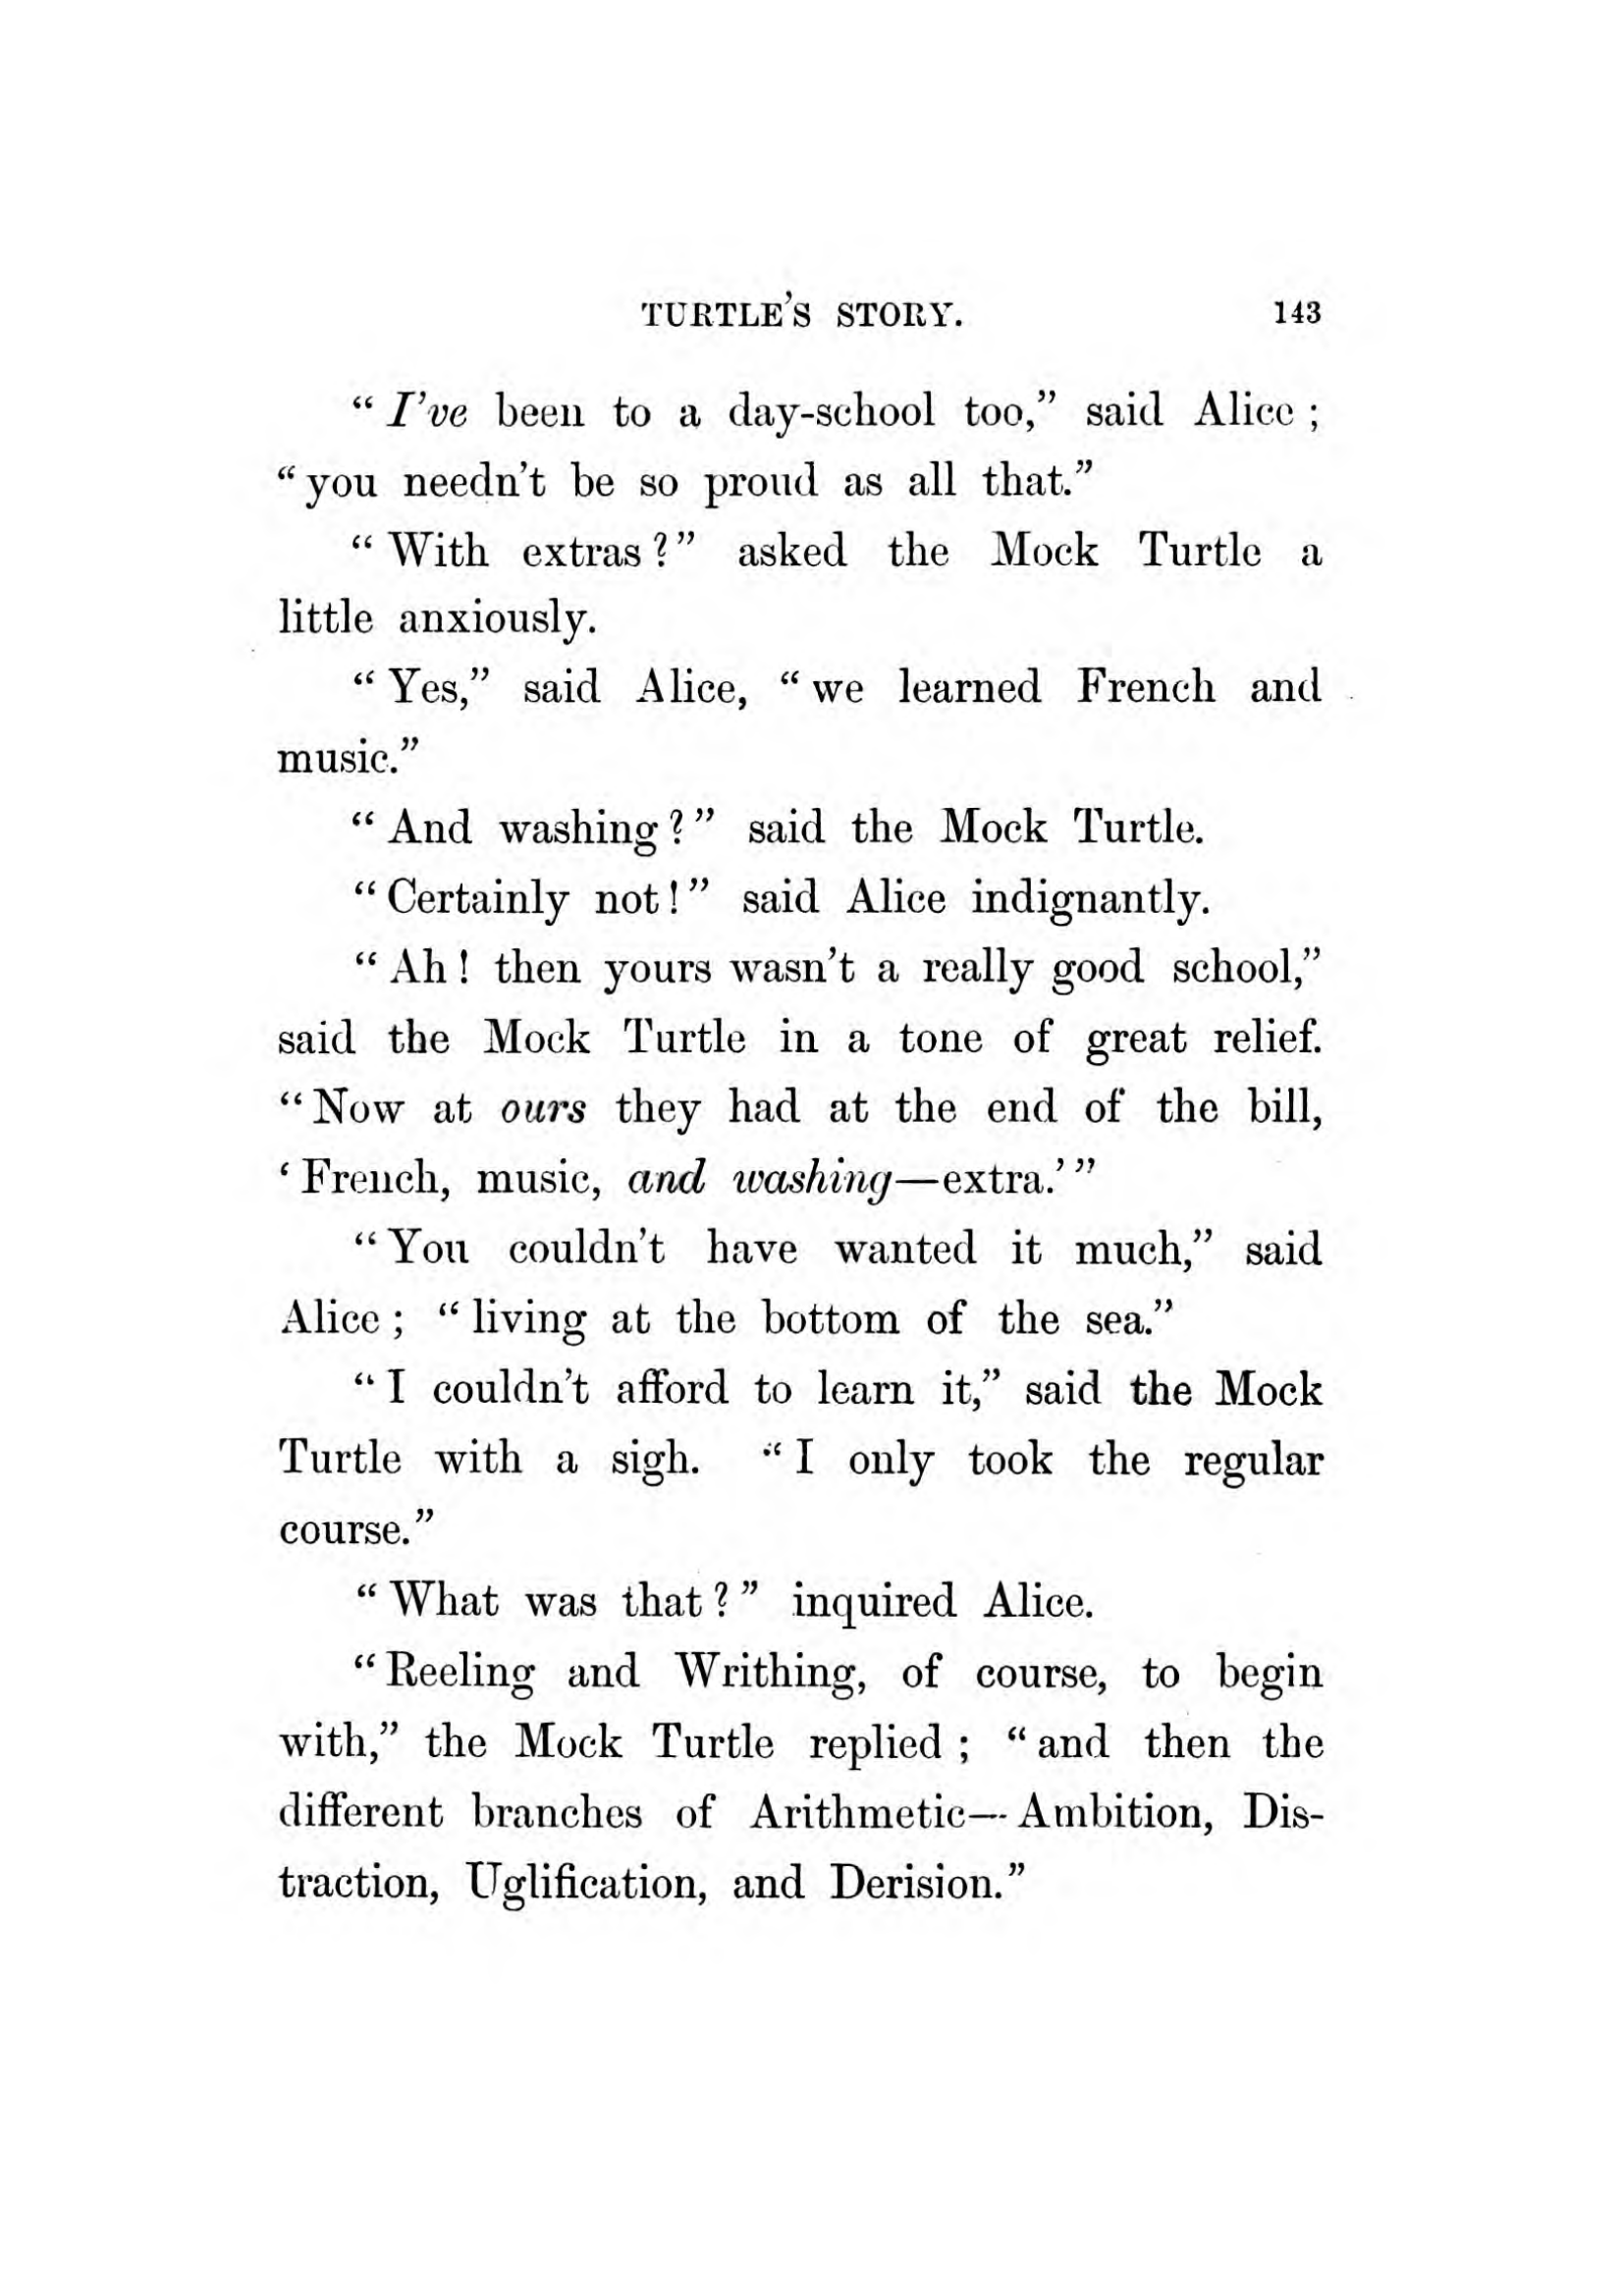 TURTLE'S STORY. 143
“I've been to a day-school too,” said Alice;
“you needn't be so proud as all that.”
“With extras?” asked the Mock Turtle a
little anxiously.
“Yes,” said Alice, “we learned French and
music.”
“And washing?” said the Mock Turtle.
“Certainly not!” said Alice indignantly.
“Ah! then yours wasn't a really good school,”
said the Mock Turtle in a tone of great relief.
“Now at ours they had at the end of the bill,
‘French, music, and washing—extra.’”
“You couldn't have wanted it much,” said
Alice; “living at the bottom of the sea.”
“I couldn't afford to learn it,” said the Mock
Turtle with a sigh. “I only took the regular
course.”
“What was that?” inquired Alice.
“Reeling and Writhing, of course, to begin
with,” the Mock Turtle replied; “and then the
different branches of Arithmetic—Ambition, Dis-
traction, Uglification, and Derision.”